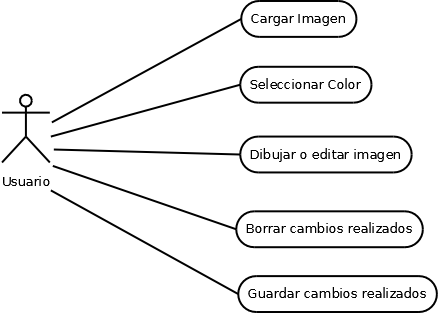 Cargar Imagen
Seleccionar Color
Dibujar o editar imagen
Usuario
Borrar cambios realizados
Guardar cambios realizados